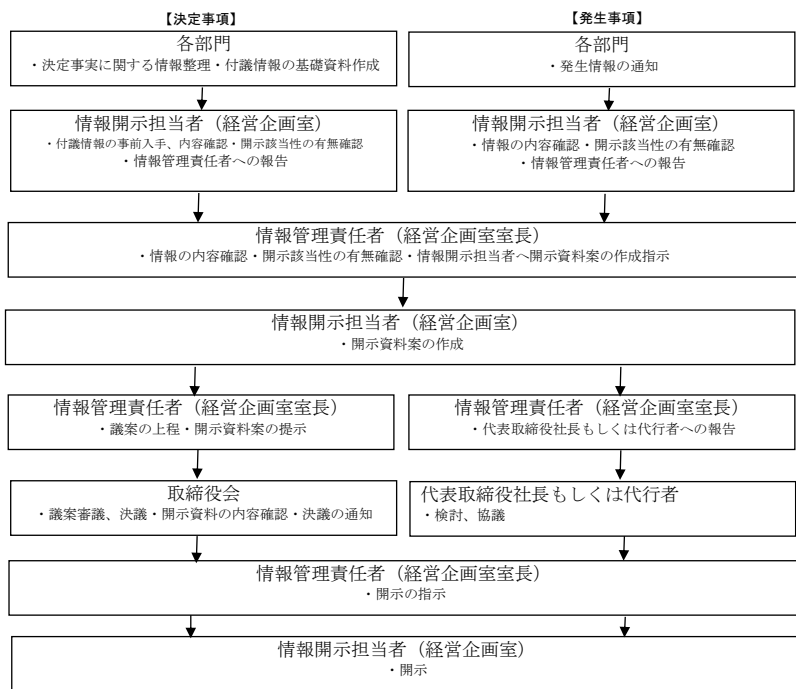 【決定事項】
【発生事項】
各部門
・決定事実に関する情報整理・付議情報の基礎資料作成
各部門
・発生情報の通知
情報開示担当者（経営企画室）
・付議情報の事前入手、内容確認・開示該当性の有無確認
・情報管理責任者への報告
情報開示担当者（経営企画室）
・情報の内容確認・開示該当性の有無確認
・情報管理責任者への報告
情報管理責任者（経営企画室室長）
・情報の内容確認・開示該当性の有無確認・情報開示担当者へ開示資料案の作成指示
情報開示担当者（経営企画室）
・開示資料案の作成
情報管理責任者（経営企画室室長）
・議案の上程・開示資料案の提示
情報管理責任者（経営企画室室長）
・代表取締役社長もしくは代行者への報告
取締役会
・議案審議、決議・開示資料の内容確認・決議の通知
代表取締役社長もしくは代行者
・検討、協議
情報管理責任者（経営企画室室長）
・開示の指示
情報開示担当者（経営企画室）
・開示